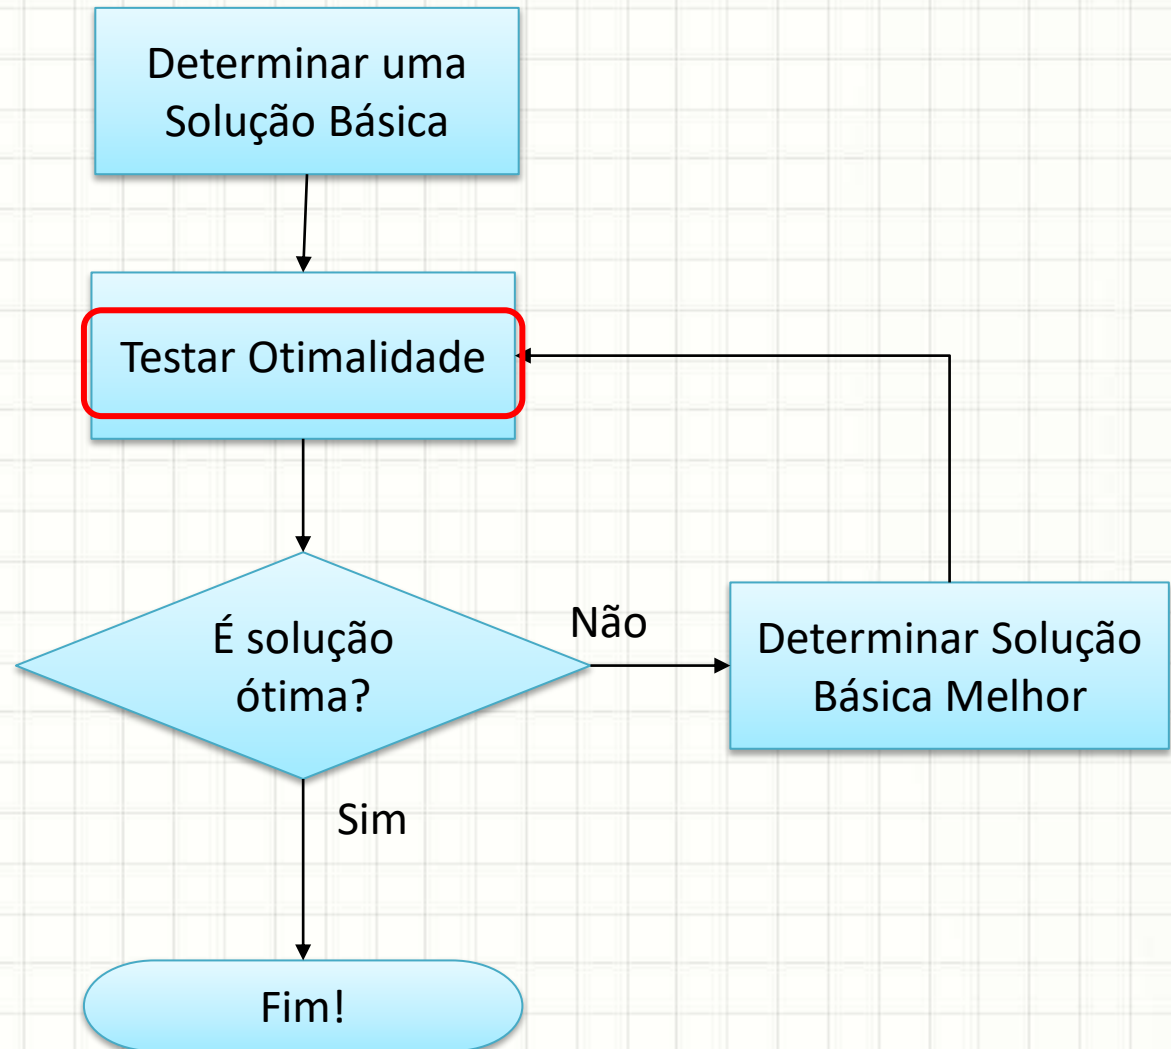 Determinar uma
Solução Básica
Testar Otimalidade
É solução
ótima?
Não
Determinar Solução
Básica Melhor
Sim
Fim!